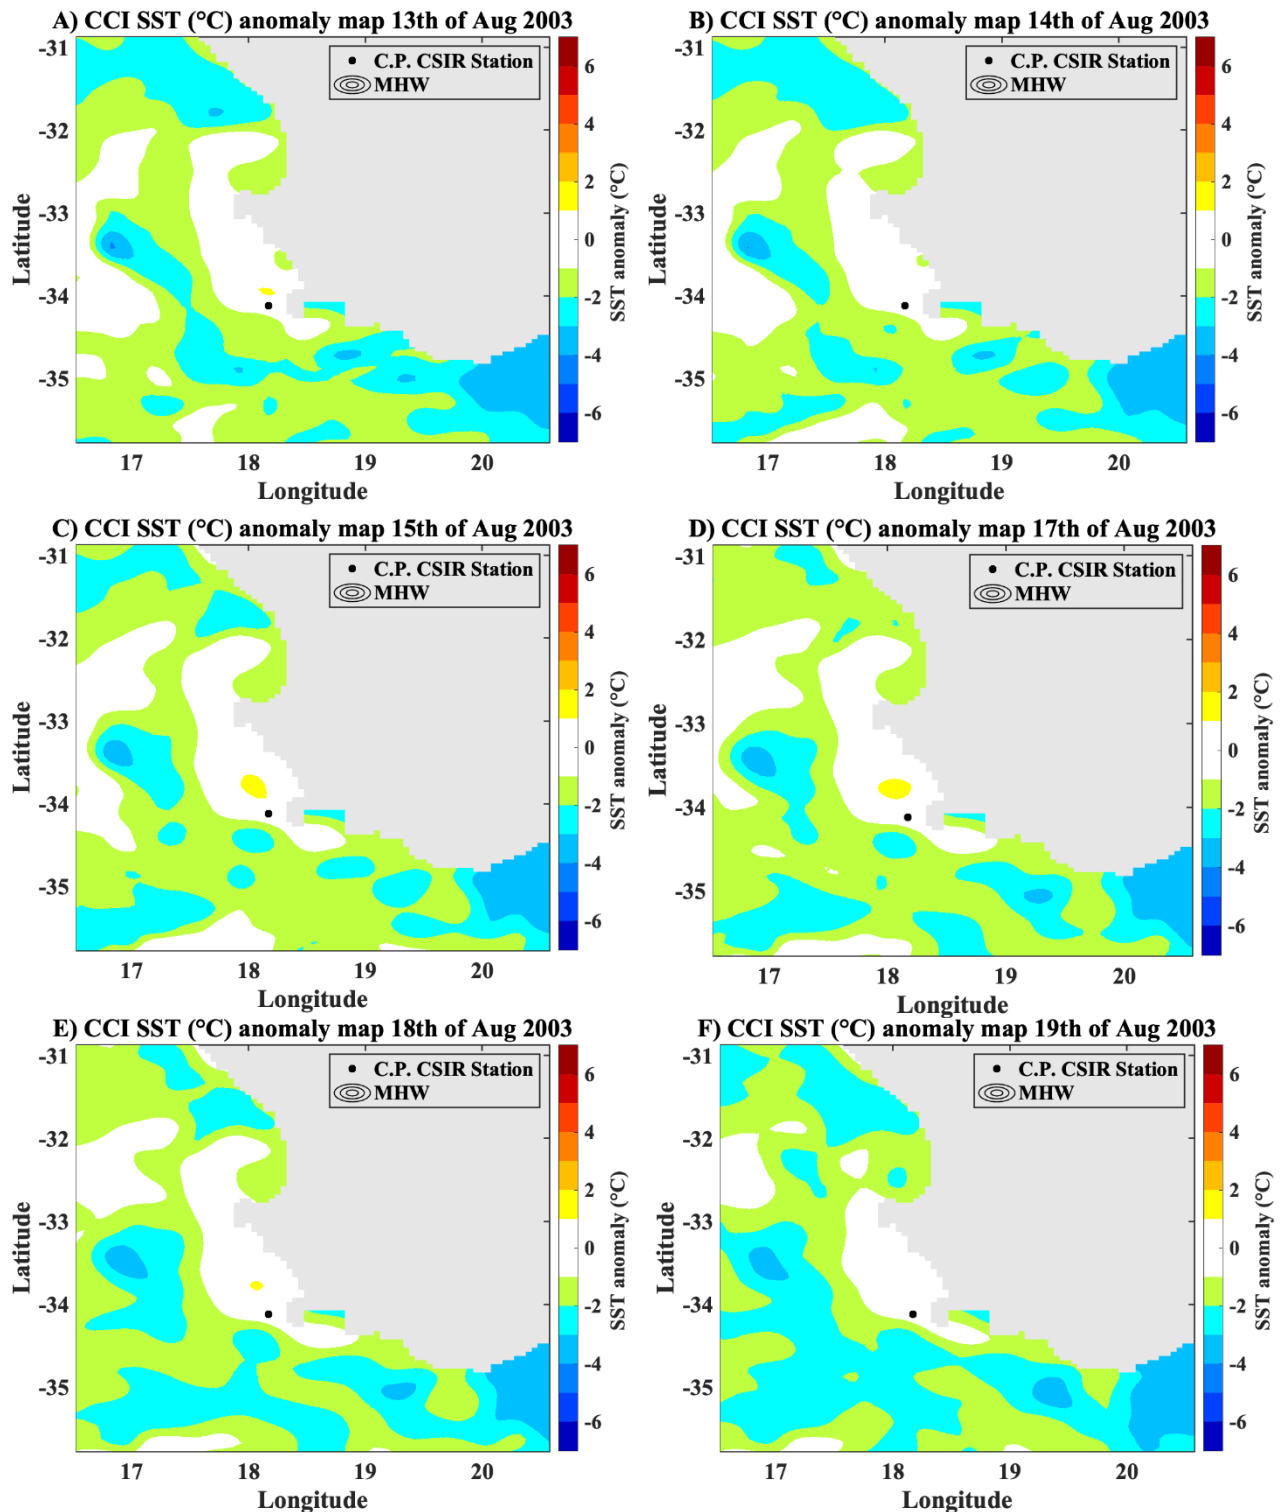 A) CCI SST (°C) anomaly map 13th of Aug 2003
C.P. CSIR Station
MHW
-31
-32
-33
-34
-35
Latitude
17
18
19
20
Longitude
6
4
2
0
-2
-4
-6
SST anomaly (°C)
B) CCI SST (°C) anomaly map 14th of Aug 2003
C.P. CSIR Station
MHW
-31
-32
-33
-34
-35
Latitude
17
18
19
20
Longitude
6
4
2
0
-2
-4
-6
SST anomaly (°C)
C) CCI SST (°C) anomaly map 15th of Aug 2003
C.P. CSIR Station
MHW
-31
-32
-33
-34
-35
Latitude
17
18
19
20
Longitude
6
4
2
0
-2
-4
-6
SST anomaly (°C)
D) CCI SST (°C) anomaly map 17th of Aug 2003
C.P. CSIR Station
MHW
-31
-32
-33
-34
-35
Latitude
17
18
19
20
Longitude
6
4
2
0
-2
-4
-6
SST anomaly (°C)
E) CCI SST (°C) anomaly map 18th of Aug 2003
C.P. CSIR Station
MHW
-31
-32
-33
-34
-35
Latitude
17
18
19
20
Longitude
6
4
2
0
-2
-4
-6
SST anomaly (°C)
F) CCI SST (°C) anomaly map 19th of Aug 2003
C.P. CSIR Station
MHW
-31
-32
-33
-34
-35
Latitude
17
18
19
20
Longitude
6
4
2
0
-2
-4
-6
SST anomaly (°C)